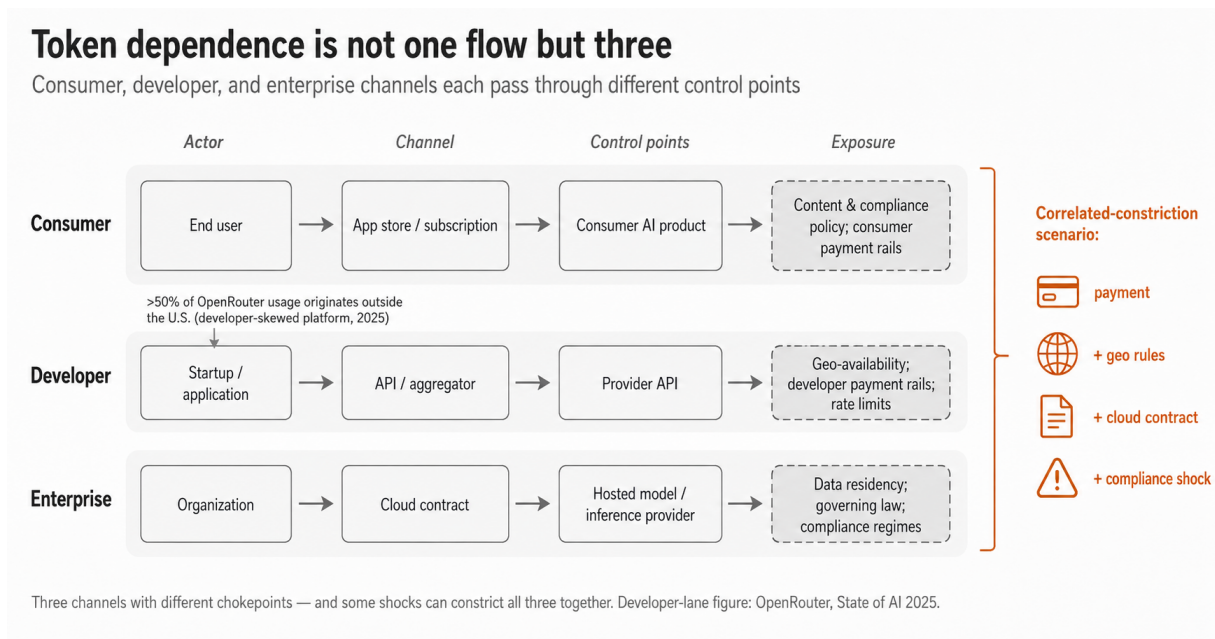 Token dependence is not one flow but three
Consumer, developer, and enterprise channels each pass through different control points
Actor
Channel
Control points
Exposure
Consumer
End user
App store / subscription
Consumer AI product
Content & compliance
policy; consumer
payment rails
>50% of OpenRouter usage originates outside
the U.S. (developer-skewed platform, 2025)
Developer
Startup /
application
API / aggregator
Provider API
Geo-availability;
developer payment rails;
rate limits
Enterprise
Organization
Cloud contract
Hosted model /
inference provider
Data residency;
governing law;
compliance regimes
Correlated-constriction
scenario:
payment
+ geo rules
+ cloud contract
+ compliance shock
Three channels with different chokepoints — and some shocks can constrict all three together. Developer-lane figure: OpenRouter, State of AI 2025.